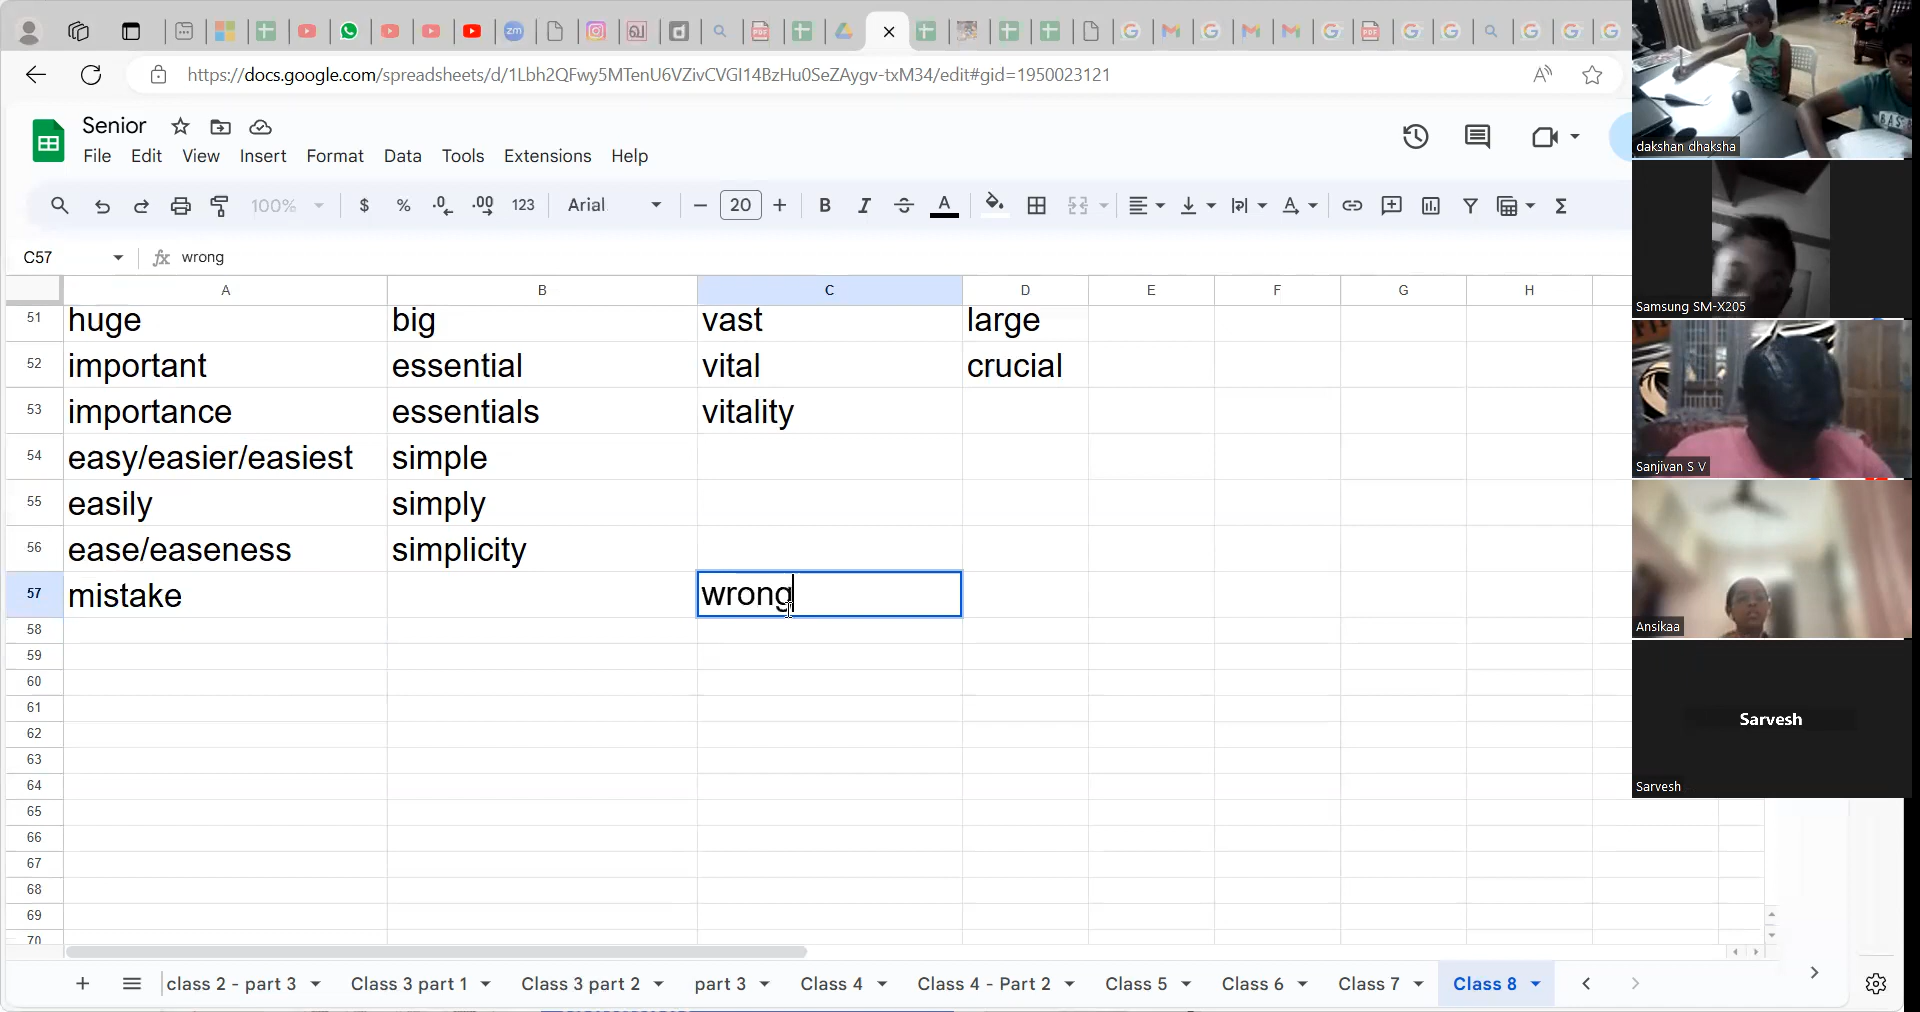 https://docs.google.com/spreadsheets/d/1Lbh2QFwy5MTenU6VZivCVGI14BzHu0SeZAygv-txM34/edit#gid=1950023121
Senior
File Edit View Insert Format Data Tools Extensions Help
100% $ % .0 .00 123 Arial 20 B I A
C57 fx wrong
A B C D E F G H
51 huge big vast large
52 important essential vital crucial
53 importance essentials vitality
54 easy/easier/easiest simple
55 easily simply
56 ease/easeness simplicity
57 mistake wrong
58
59
60
61
62
63
64
65
66
67
68
69
70
class 2 - part 3 Class 3 part 1 Class 3 part 2 part 3 Class 4 Class 4 - Part 2 Class 5 Class 6 Class 7 Class 8
dakshan dhaksha
Samsung SM-X205
Sanjivan S V
Ansikaa
Sarvesh
Sarvesh